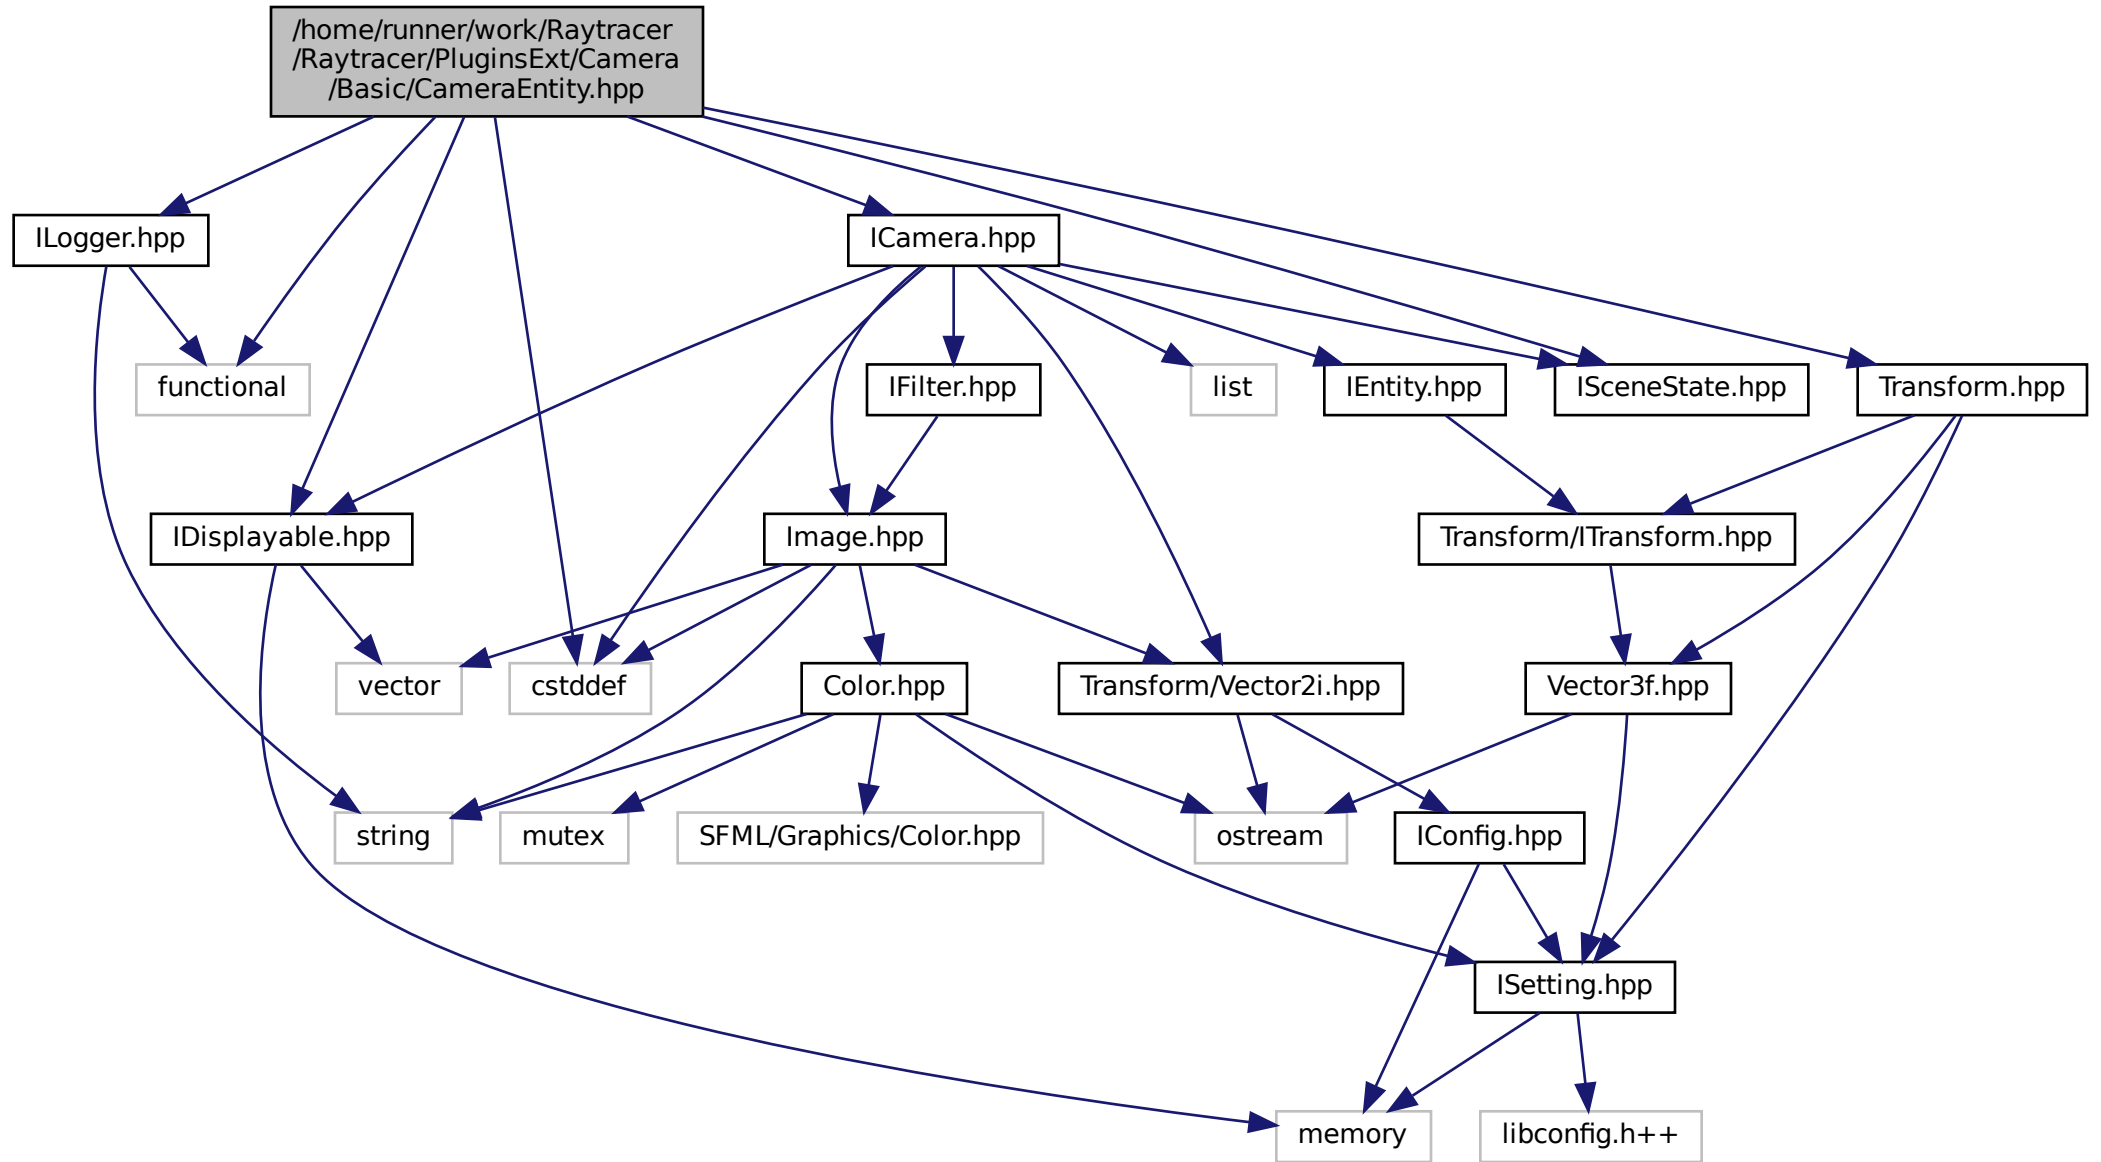 /home/runner/work/Raytracer
/Raytracer/PluginsExt/Camera
/Basic/CameraEntity.hpp
ILogger.hpp
ICamera.hpp
functional
IFilter.hpp
list
IEntity.hpp
ISceneState.hpp
Transform.hpp
IDisplayable.hpp
Image.hpp
Transform/ITransform.hpp
vector
cstddef
Color.hpp
Transform/Vector2i.hpp
Vector3f.hpp
string
mutex
SFML/Graphics/Color.hpp
ostream
IConfig.hpp
ISetting.hpp
memory
libconfig.h++